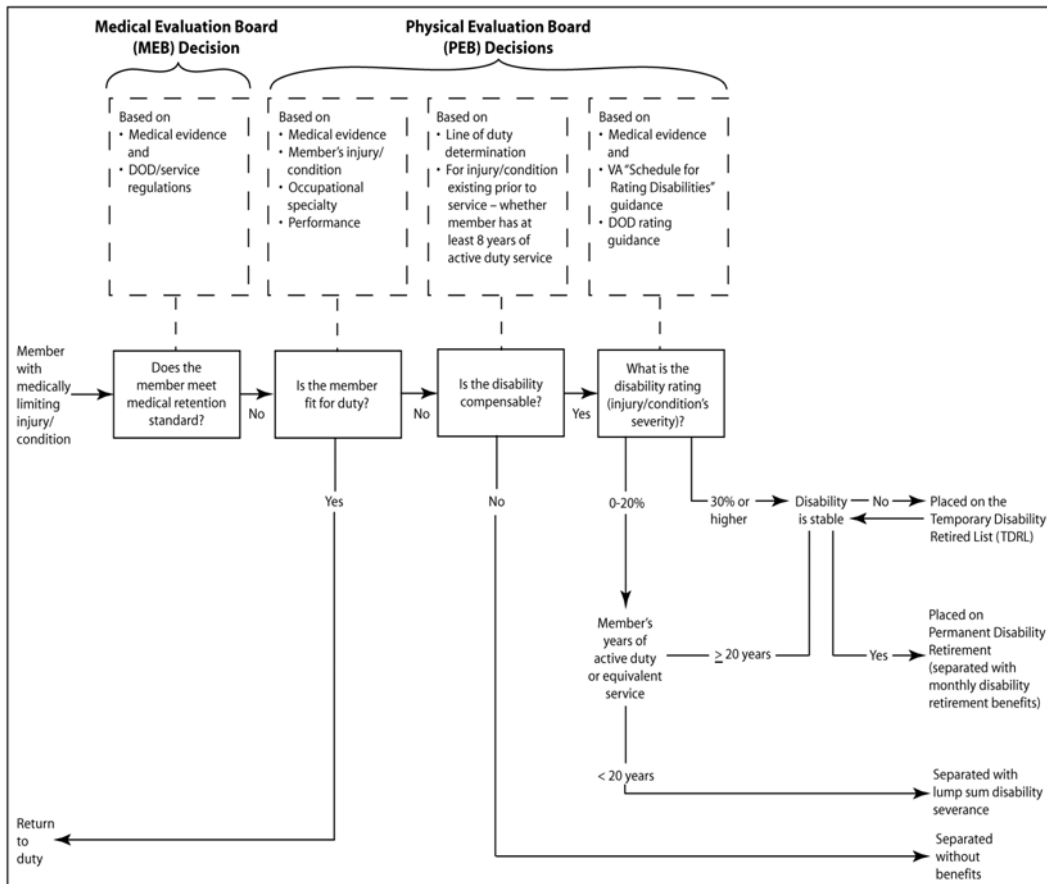 Medical Evaluation Board
(MEB) Decision
Physical Evaluation Board
(PEB) Decisions
Based on
• Medical evidence
and
• DOD/service
regulations
Based on
• Medical evidence
• Member's injury/
condition
• Occupational
specialty
• Performance
Based on
• Line of duty
determination
• For injury/condition
existing prior to
service – whether
member has at
least 8 years of
active duty service
Based on
• Medical evidence
and
• VA "Schedule for
Rating Disabilities"
guidance
• DOD rating
guidance
Member
with
medically
limiting
injury/
condition
Does the
member meet
medical retention
standard?
No
Is the member
fit for duty?
No
Is the disability
compensable?
Yes
What is the
disability rating
(injury/condition's
severity)?
Yes
No
0-20%
30% or
higher
Disability
is stable
No
Placed on the
Temporary Disability
Retired List (TDRL)
Member's
years of
active duty
or equivalent
service
≥ 20 years
Yes
Placed on
Permanent Disability
Retirement
(separated with
monthly disability
retirement benefits)
< 20 years
Separated with
lump sum disability
severance
Return
to
duty
Separated
without
benefits